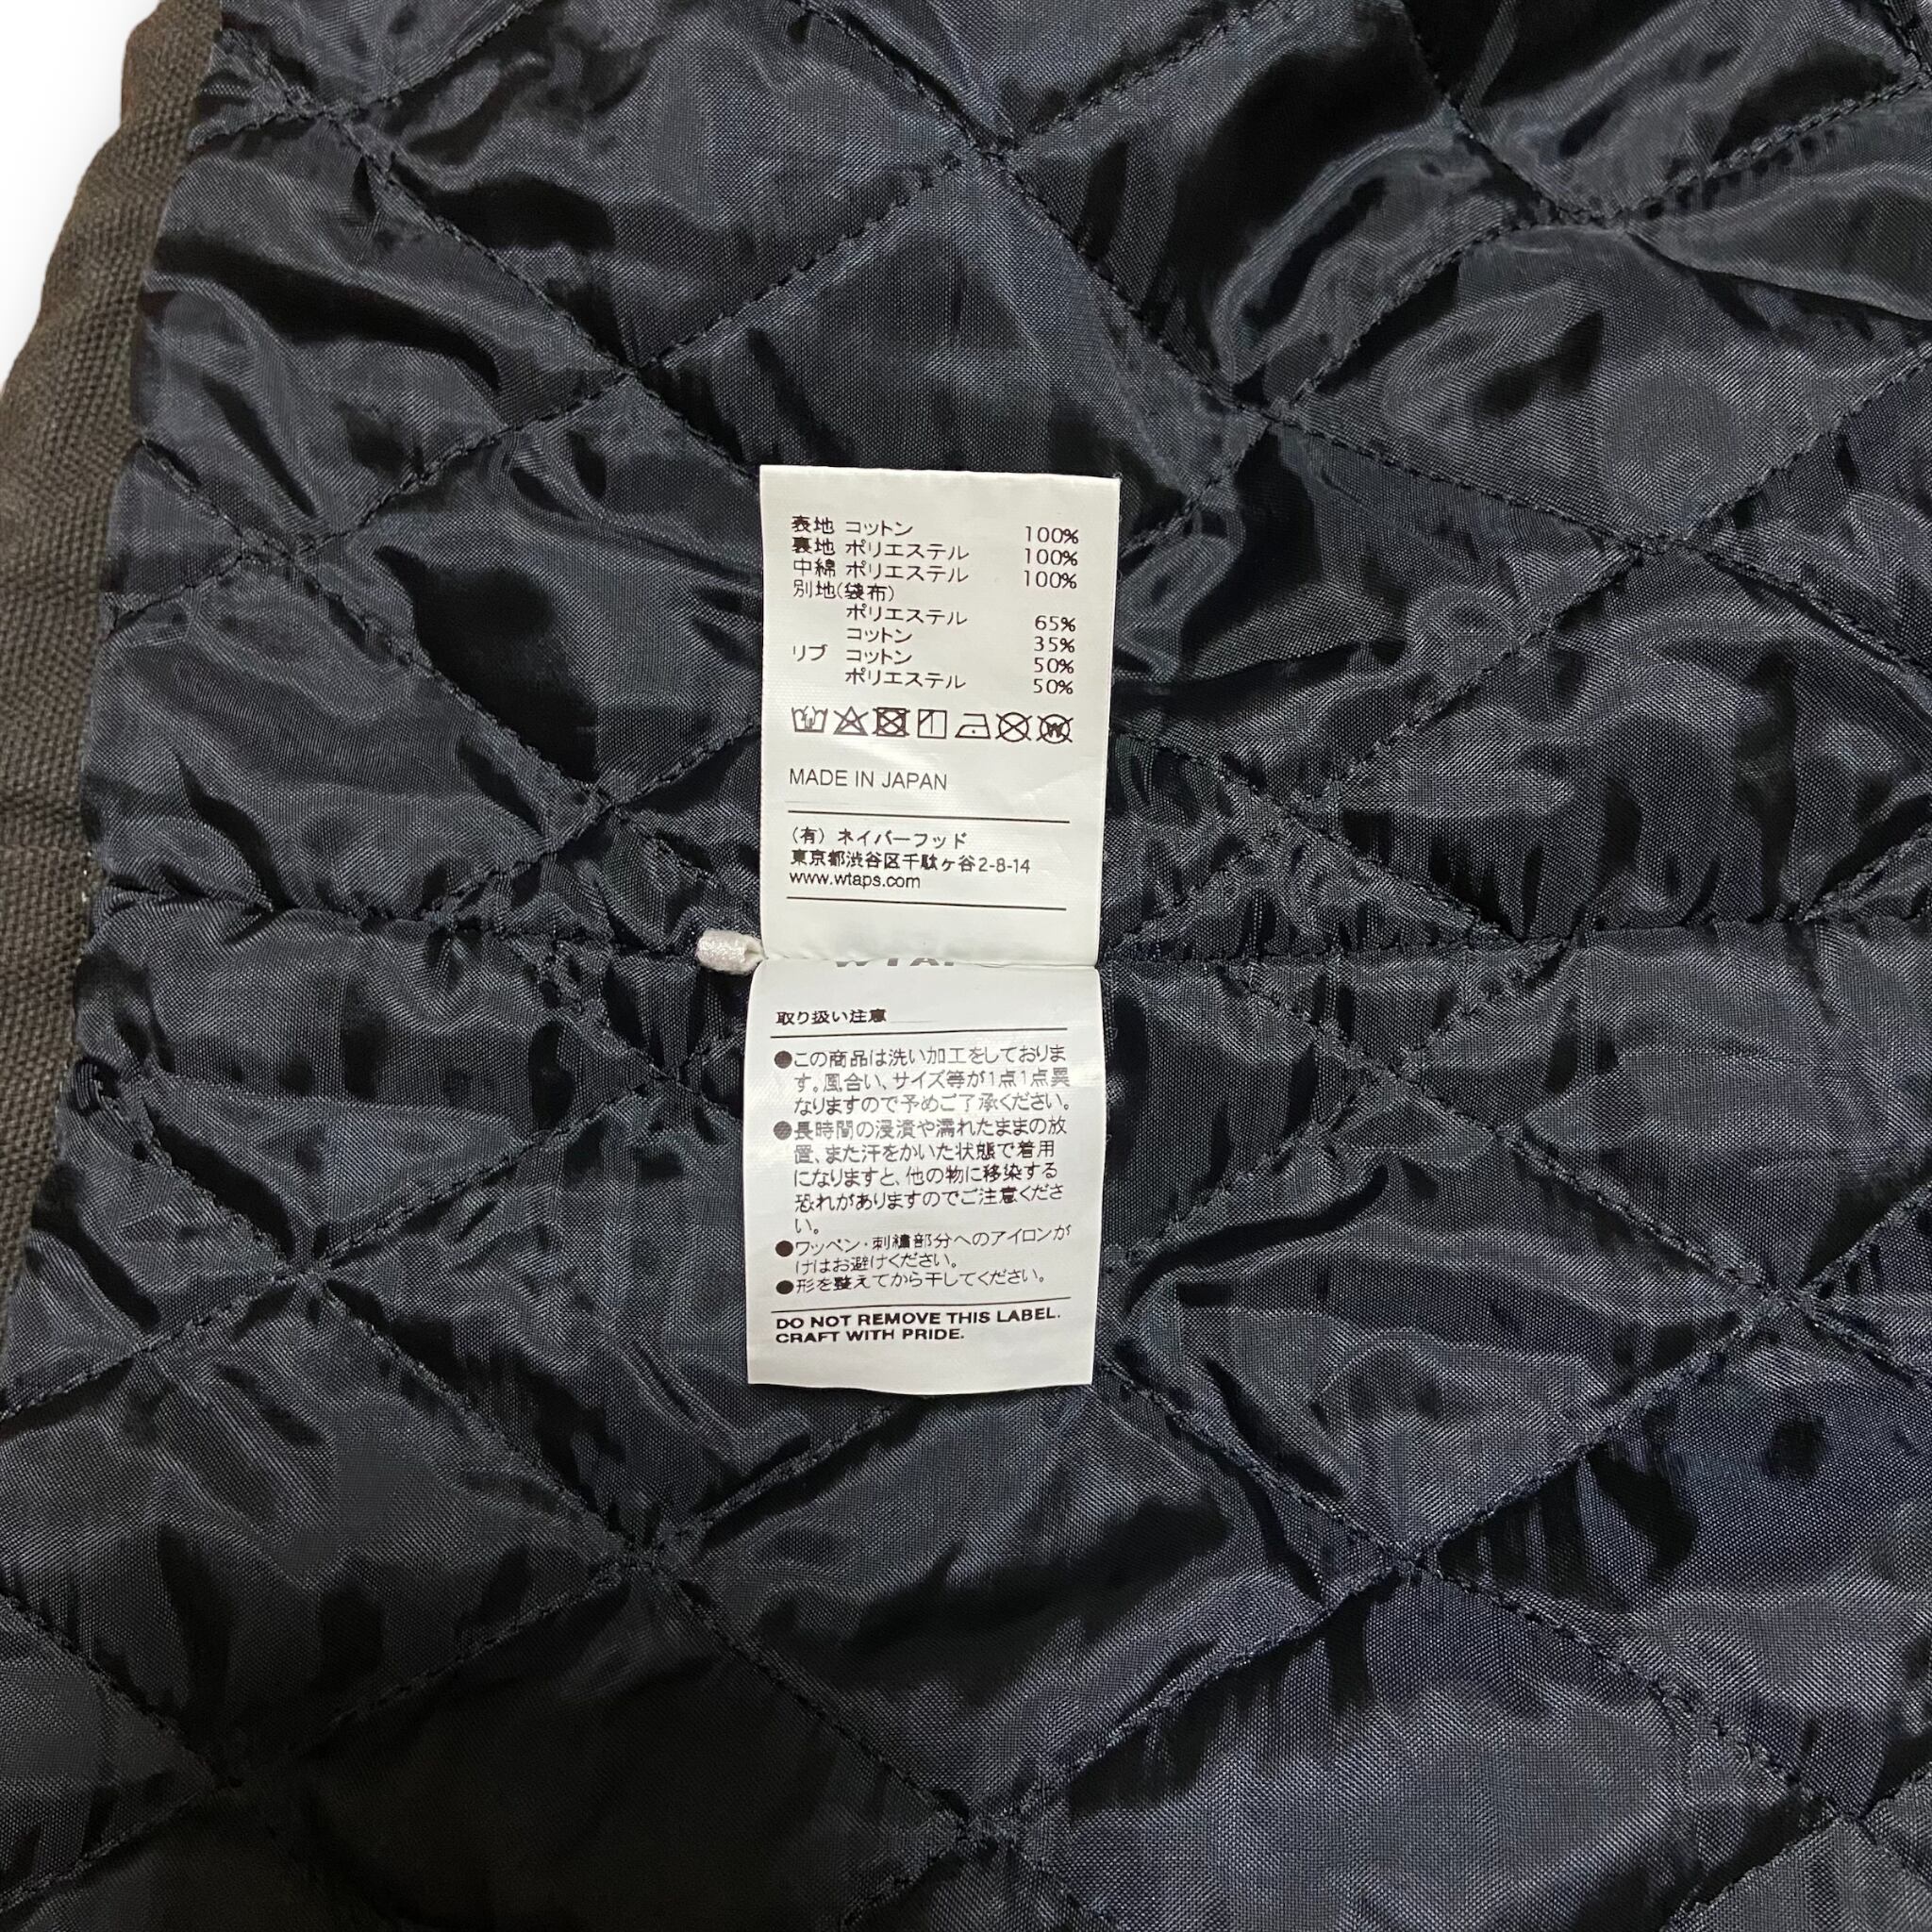 表地 コットン 100%
裏地 ポリエステル 100%
中綿 ポリエステル 100%
別地(袋布)
ポリエステル 65%
コットン 35%
リブ コットン 50%
ポリエステル 50%
MADE IN JAPAN
(有) ネイバーフッド
東京都渋谷区千駄ヶ谷2-8-14
www.wtaps.com
取り扱い注意
●この商品は洗い加工をしておりま
す。風合い、サイズ等が1点1点異
なりますので予めご了承ください。
●長時間の浸漬や濡れたままの放
置、また汗をかいた状態で着用
になりますと、他の物に移染する
恐れがありますのでご注意くださ
い。
●ワッペン・刺繍部分へのアイロンが
けはお避けください。
●形を整えてから干してください。
DO NOT REMOVE THIS LABEL.
CRAFT WITH PRIDE.